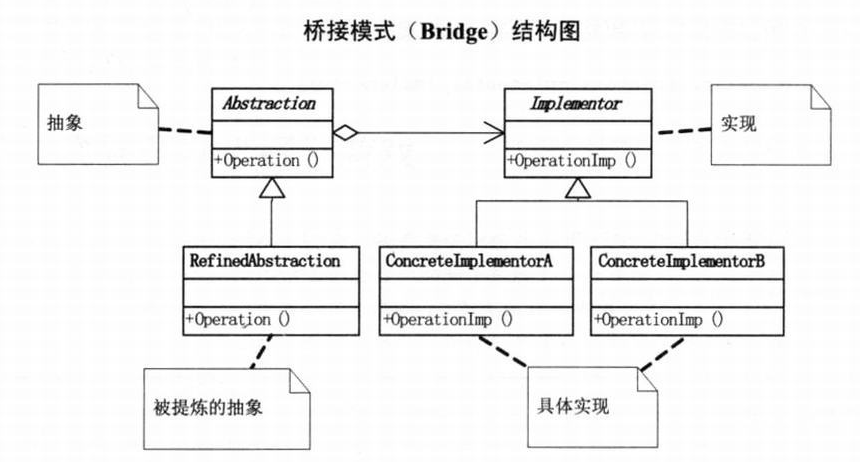 桥接模式（Bridge）结构图
抽象
Abstraction
+Operation()
Implementor
+OperationImp()
实现
RefinedAbstraction
+Operation()
ConcreteImplementorA
+OperationImp()
ConcreteImplementorB
+OperationImp()
被提炼的抽象
具体实现